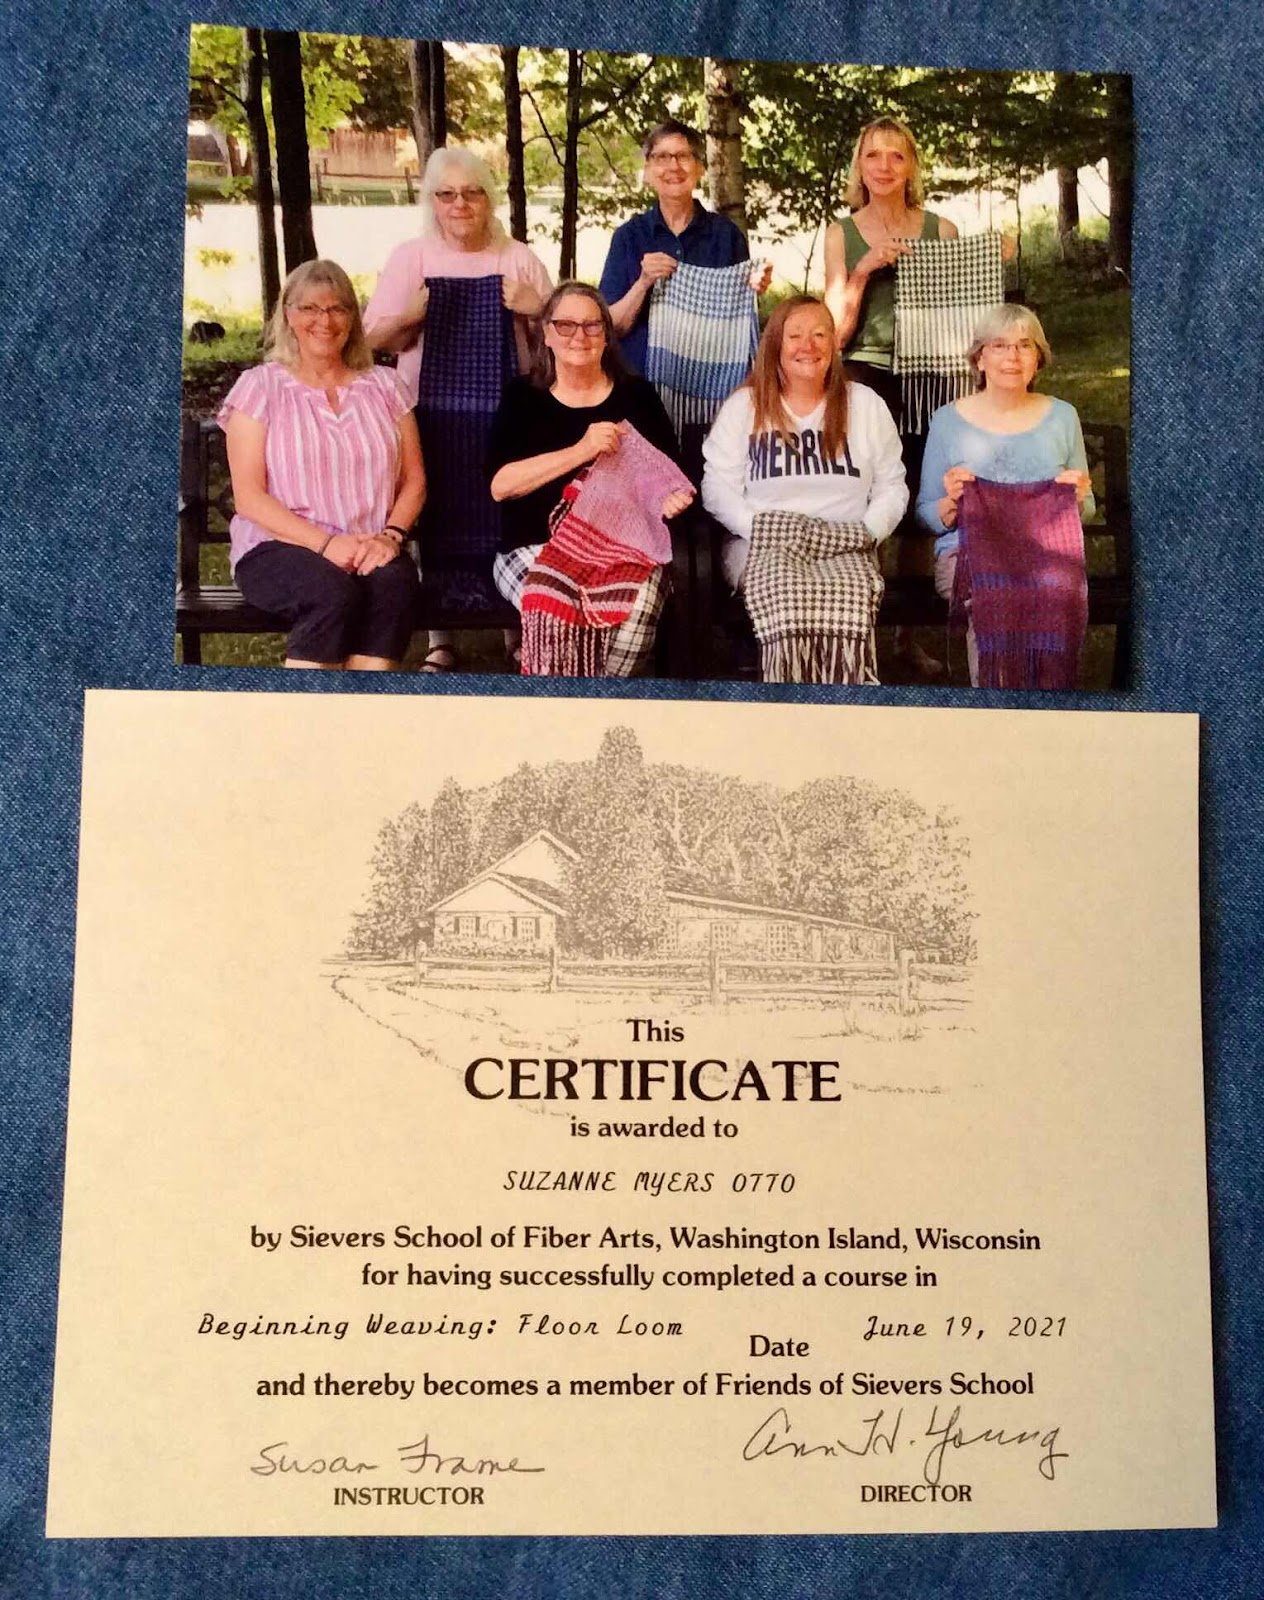 MERRILL
This
CERTIFICATE
is awarded to
SUZANNE MYERS OTTO
by Sievers School of Fiber Arts, Washington Island, Wisconsin
for having successfully completed a course in
Beginning Weaving: Floor Loom
Date
June 19, 2021
and thereby becomes a member of Friends of Sievers School
Susan Frame
Ann H. Young
INSTRUCTOR
DIRECTOR